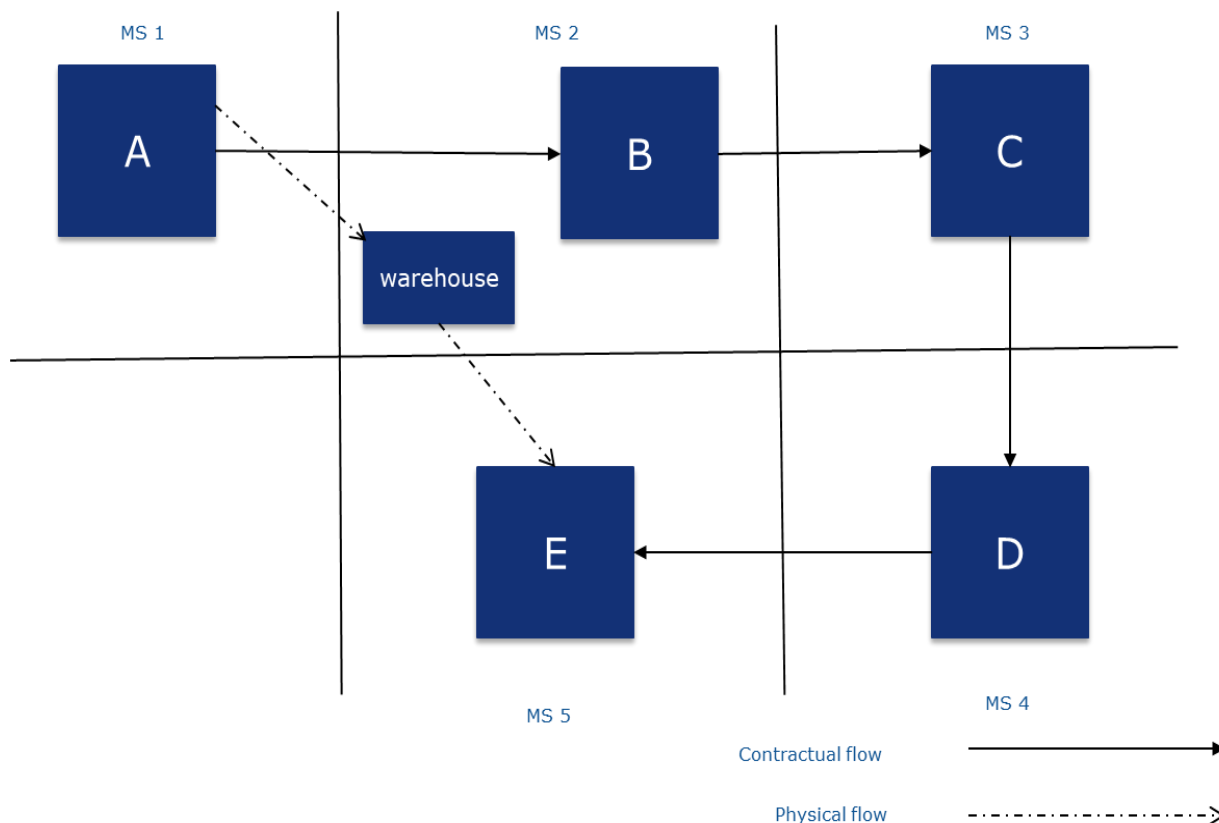 MS 1
MS 2
MS 3
A
B
C
warehouse
E
D
MS 5
MS 4
Contractual flow
Physical flow